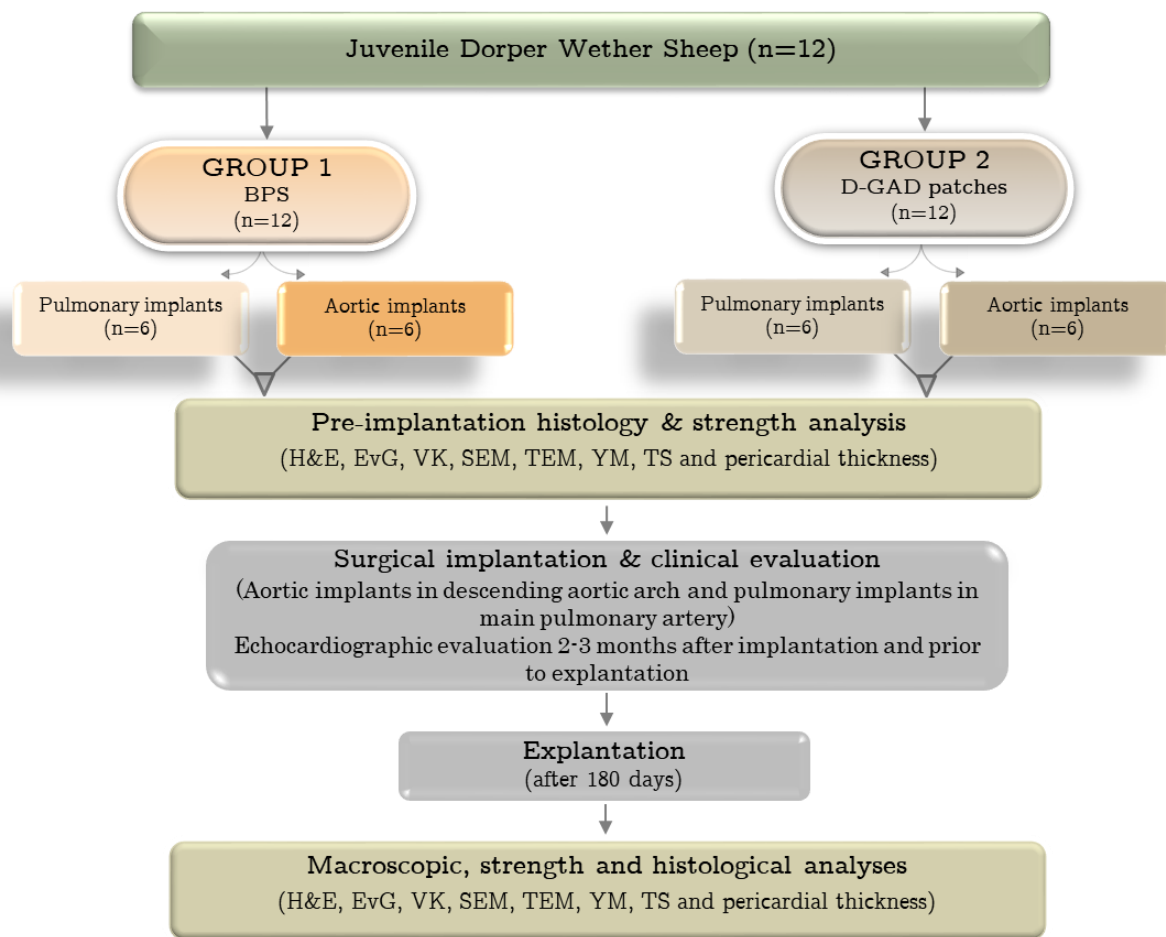 Juvenile Dorper Wether Sheep (n=12)
GROUP 1
BPS
(n=12)
GROUP 2
D-GAD patches
(n=12)
Pulmonary implants
(n=6)
Aortic implants
(n=6)
Pulmonary implants
(n=6)
Aortic implants
(n=6)
Pre-implantation histology & strength analysis
(H&E, EvG, VK, SEM, TEM, YM, TS and pericardial thickness)
Surgical implantation & clinical evaluation
(Aortic implants in descending aortic arch and pulmonary implants in
main pulmonary artery)
Echocardiographic evaluation 2-3 months after implantation and prior
to explantation
Explantation
(after 180 days)
Macroscopic, strength and histological analyses
(H&E, EvG, VK, SEM, TEM, YM, TS and pericardial thickness)